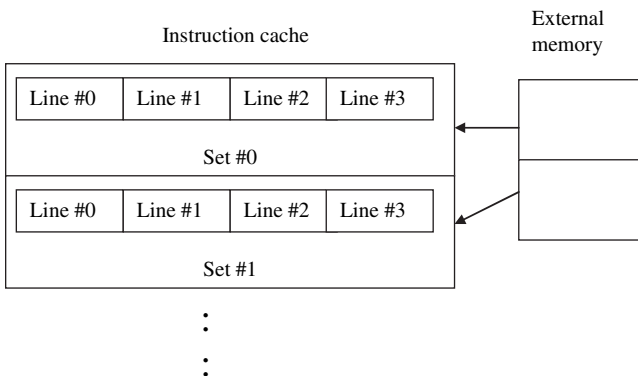 External
memory
Instruction cache
Line #0 Line #1 Line #2 Line #3
Set #0
Line #0 Line #1 Line #2 Line #3
Set #1